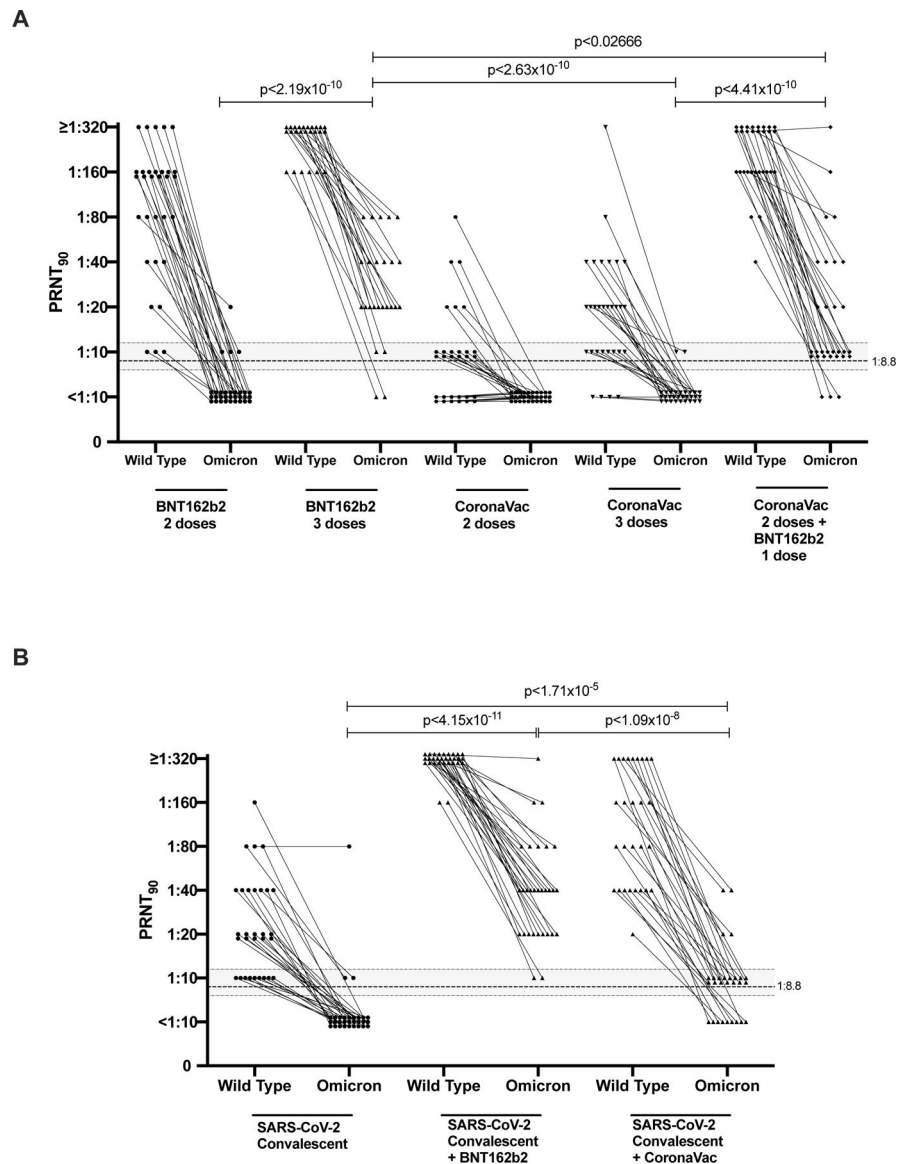 A
p<0.02666
p<2.63x10⁻¹⁰
p<2.19x10⁻¹⁰ p<4.41x10⁻¹⁰
≥1:320
1:160
1:80
1:40
1:20
1:10
<1:10
0
PRNT₉₀
1:8.8
Wild Type Omicron Wild Type Omicron Wild Type Omicron Wild Type Omicron Wild Type Omicron
BNT162b2
2 doses
BNT162b2
3 doses
CoronaVac
2 doses
CoronaVac
3 doses
CoronaVac
2 doses +
BNT162b2
1 dose
B
p<1.71x10⁻⁵
p<4.15x10⁻¹¹ p<1.09x10⁻⁸
≥1:320
1:160
1:80
1:40
1:20
1:10
<1:10
0
PRNT₉₀
1:8.8
Wild Type Omicron Wild Type Omicron Wild Type Omicron
SARS-CoV-2
Convalescent
SARS-CoV-2
Convalescent
+ BNT162b2
SARS-CoV-2
Convalescent
+ CoronaVac